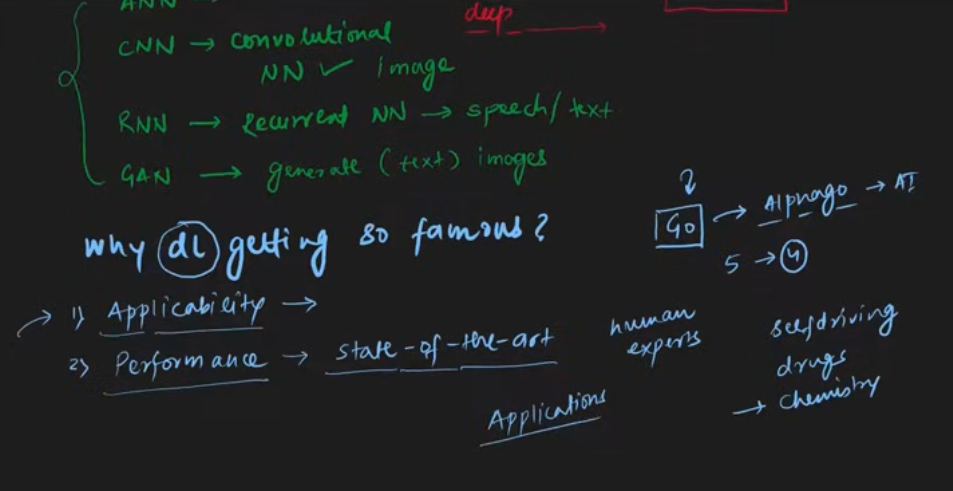 ANN →
deep
CNN → convolutional
NN ✓ image
RNN → recurrent NN → speech/text
GAN → generate (text) images
Go → Alphago → AI
5 → 4
Why dl getting so famous?
1) Applicability →
2) Performance → state-of-the-art
human
experts
selfdriving
drugs
→ Chemistry
Applications